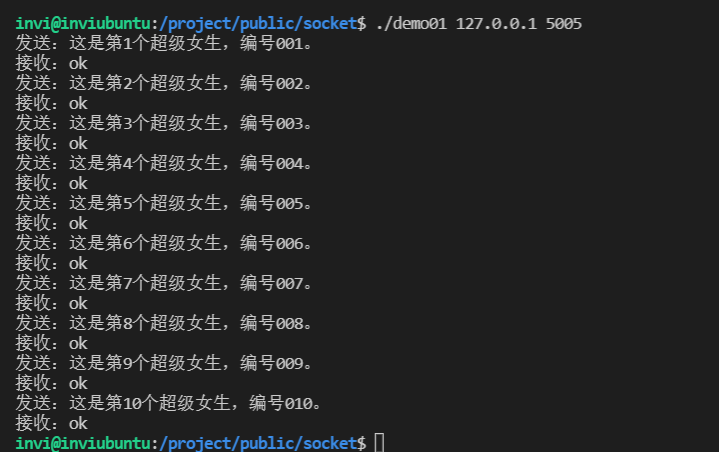 invi@inviubuntu:/project/public/socket$ ./demo01 127.0.0.1 5005
发送：这是第1个超级女生，编号001。
接收：ok
发送：这是第2个超级女生，编号002。
接收：ok
发送：这是第3个超级女生，编号003。
接收：ok
发送：这是第4个超级女生，编号004。
接收：ok
发送：这是第5个超级女生，编号005。
接收：ok
发送：这是第6个超级女生，编号006。
接收：ok
发送：这是第7个超级女生，编号007。
接收：ok
发送：这是第8个超级女生，编号008。
接收：ok
发送：这是第9个超级女生，编号009。
接收：ok
发送：这是第10个超级女生，编号010。
接收：ok
invi@inviubuntu:/project/public/socket$